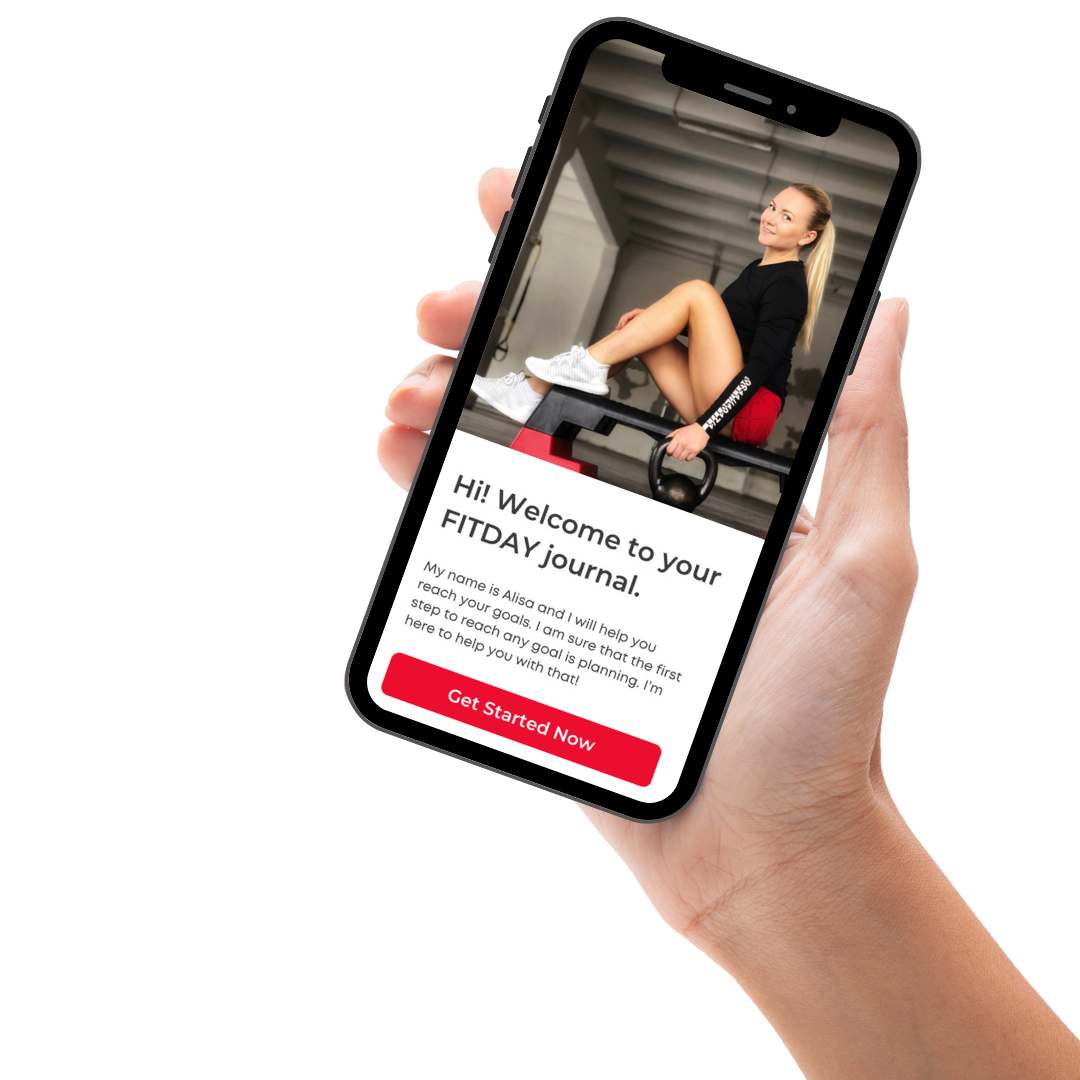 Hi! Welcome to your
FITDAY journal.
My name is Alisa and I will help you
reach your goals. I am sure that the first
step to reach any goal is planning. I'm
here to help you with that!
Get Started Now